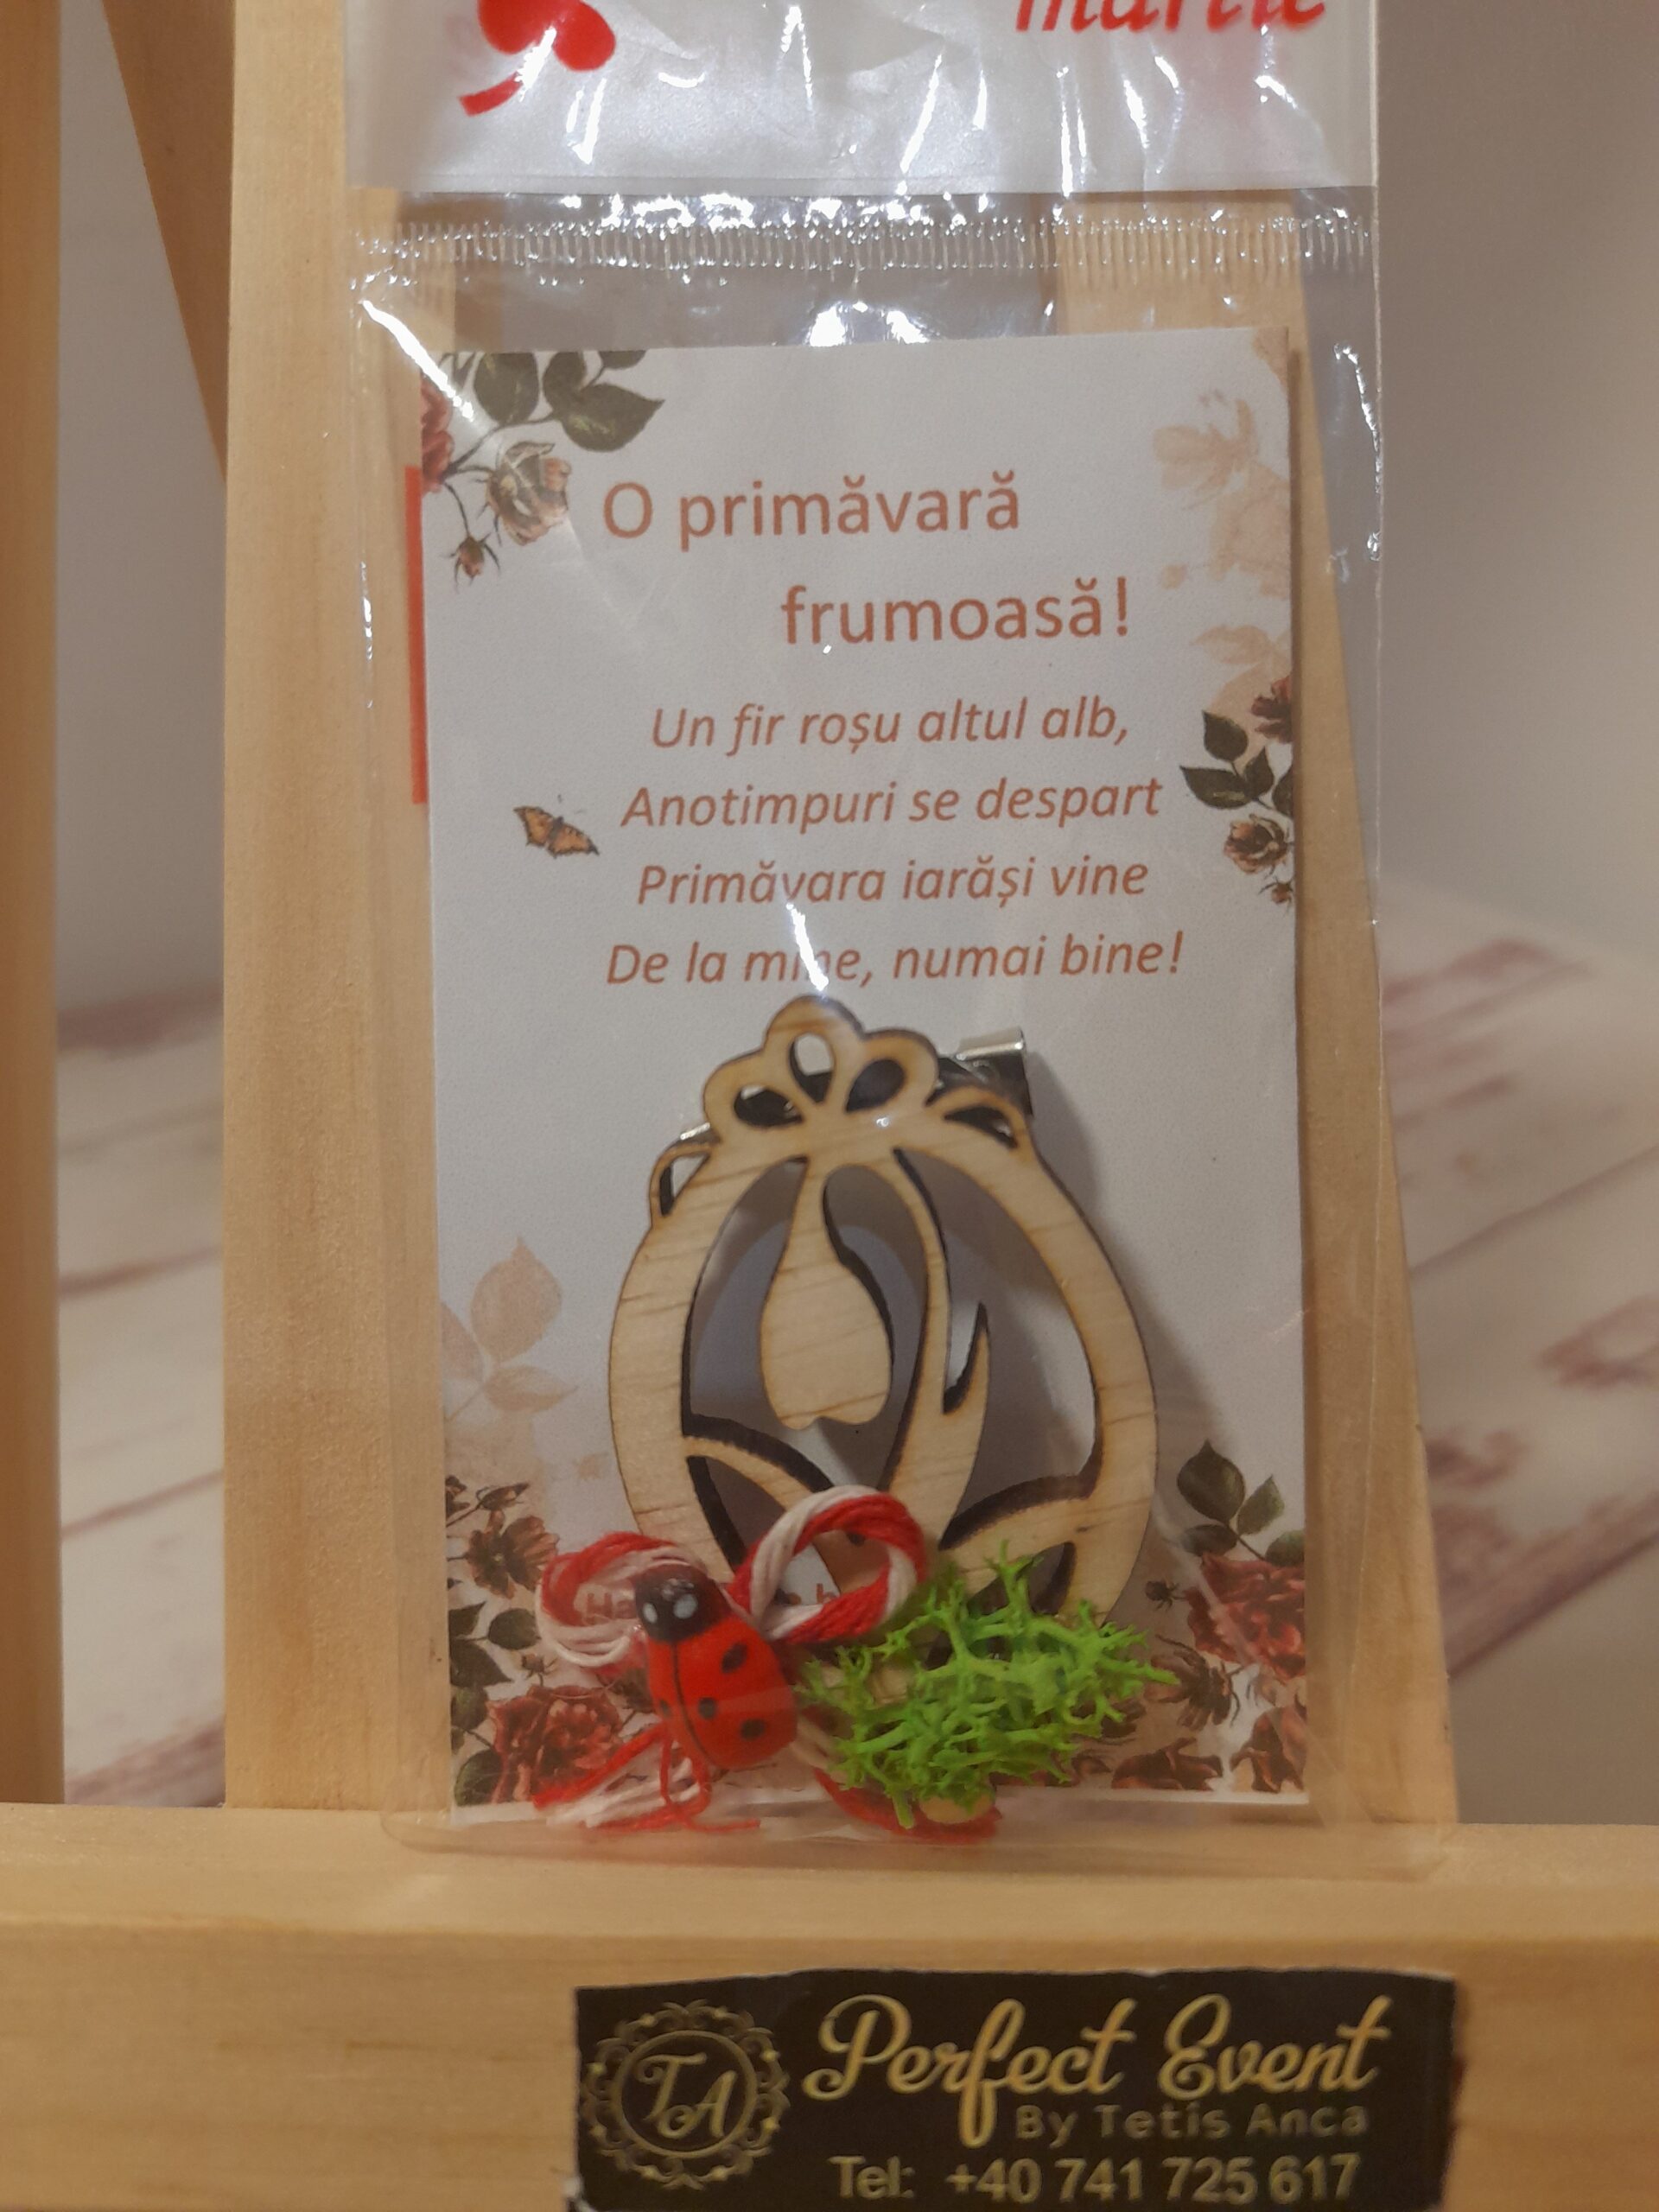 O primăvară
frumoasă!
Un fir roșu altul alb,
Anotimpuri se despart
Primăvara iarăși vine
De la mine, numai bine!
TA
Perfect Event
By Tetis Anca
Tel: +40 741 725 617